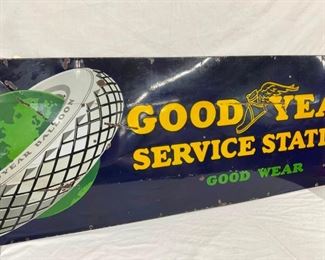 YEAR BALLOON
GOOD YEA
SERVICE STATI
GOOD WEAR